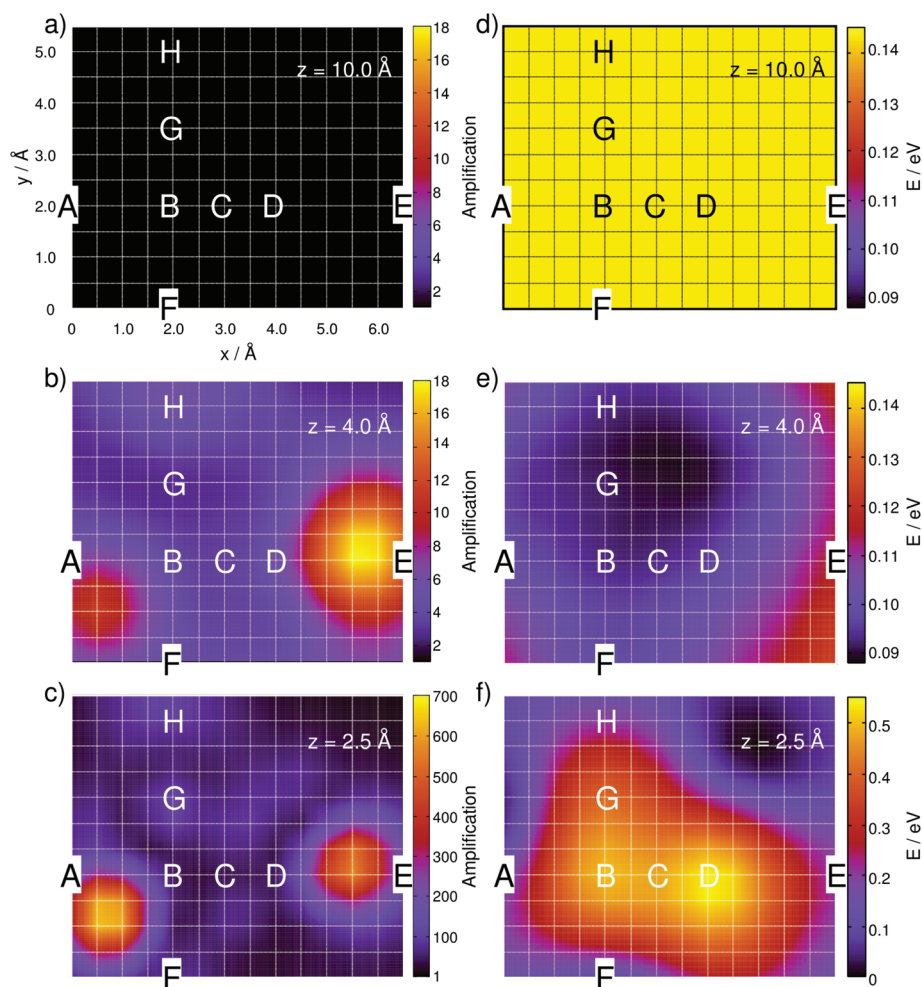 a)
H
z = 10.0 Å
G
A B C D E
F
5.0
4.0
3.0
2.0
1.0
0
y / Å
0 1.0 2.0 3.0 4.0 5.0 6.0
x / Å
18
16
14
12
10
8
6
4
2
Amplification
d)
H
z = 10.0 Å
G
A B C D E
F
0.14
0.13
0.12
0.11
0.10
0.09
E / eV
b)
H
z = 4.0 Å
G
A B C D E
F
18
16
14
12
10
8
6
4
2
Amplification
e)
H
z = 4.0 Å
G
A B C D E
F
0.14
0.13
0.12
0.11
0.10
0.09
E / eV
c)
H
z = 2.5 Å
G
A B C D E
F
700
600
500
400
300
200
100
1
Amplification
f)
H
z = 2.5 Å
G
A B C D E
F
0.5
0.4
0.3
0.2
0.1
0
E / eV